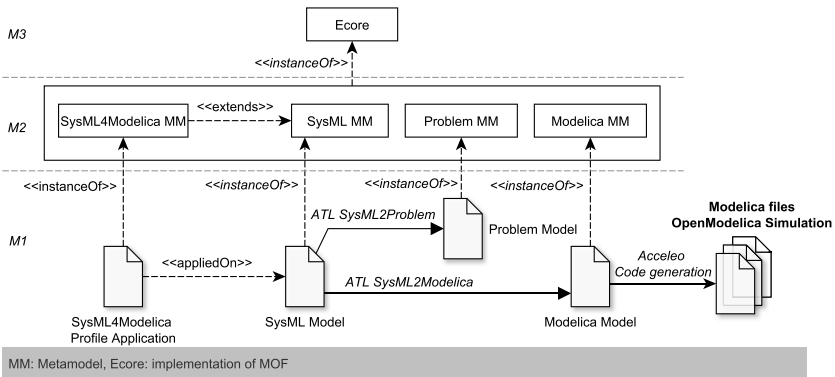 M3
Ecore
<<instanceOf>>
M2
SysML4Modelica MM
<<extends>>
SysML MM
Problem MM
Modelica MM
<<instanceOf>>
<<instanceOf>>
<<instanceOf>>
<<instanceOf>>
M1
ATL SysML2Problem
Problem Model
Modelica files
OpenModelica Simulation
<<appliedOn>>
ATL SysML2Modelica
Acceleo
Code generation
SysML4Modelica
Profile Application
SysML Model
Modelica Model
MM: Metamodel, Ecore: implementation of MOF